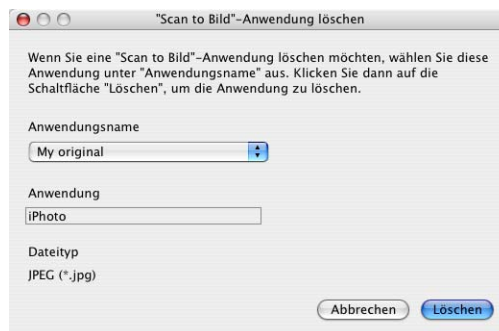 "Scan to Bild"-Anwendung löschen
Wenn Sie eine "Scan to Bild"-Anwendung löschen möchten, wählen Sie diese
Anwendung unter "Anwendungsname" aus. Klicken Sie dann auf die
Schaltfläche "Löschen", um die Anwendung zu löschen.
Anwendungsname
My original
Anwendung
iPhoto
Dateityp
JPEG (*.jpg)
Abbrechen Löschen